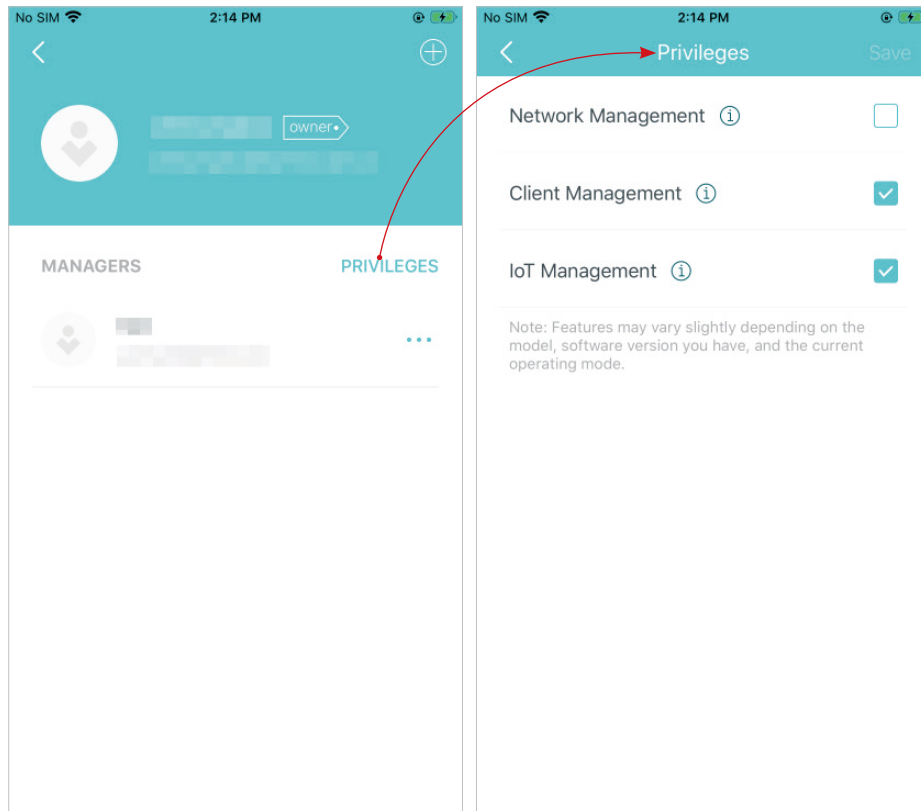 No SIM 2:14 PM
owner
MANAGERS PRIVILEGES
No SIM 2:14 PM
Privileges Save
Network Management
Client Management
IoT Management
Note: Features may vary slightly depending on the
model, software version you have, and the current
operating mode.